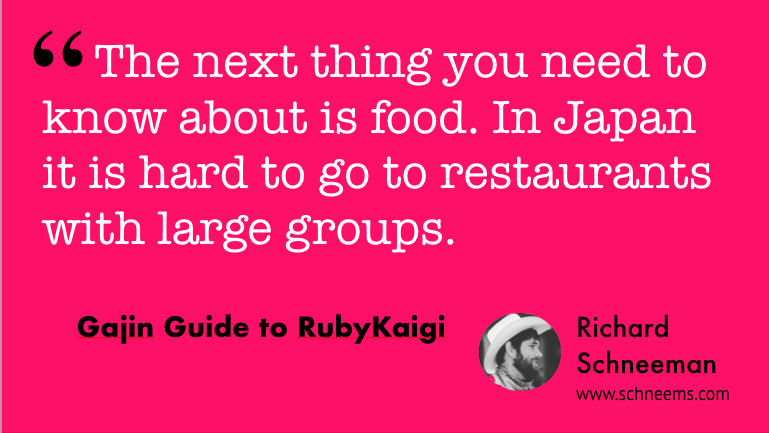 “The next thing you need to
know about is food. In Japan
it is hard to go to restaurants
with large groups.
Gajin Guide to RubyKaigi
Richard
Schneeman
www.schneems.com